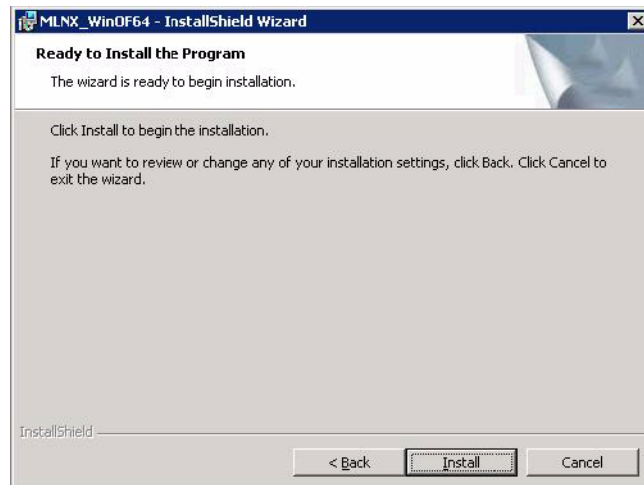 MLNX_WinOF64 - InstallShield Wizard
Ready to Install the Program
The wizard is ready to begin installation.
Click Install to begin the installation.
If you want to review or change any of your installation settings, click Back. Click Cancel to
exit the wizard.
InstallShield
< Back Install Cancel